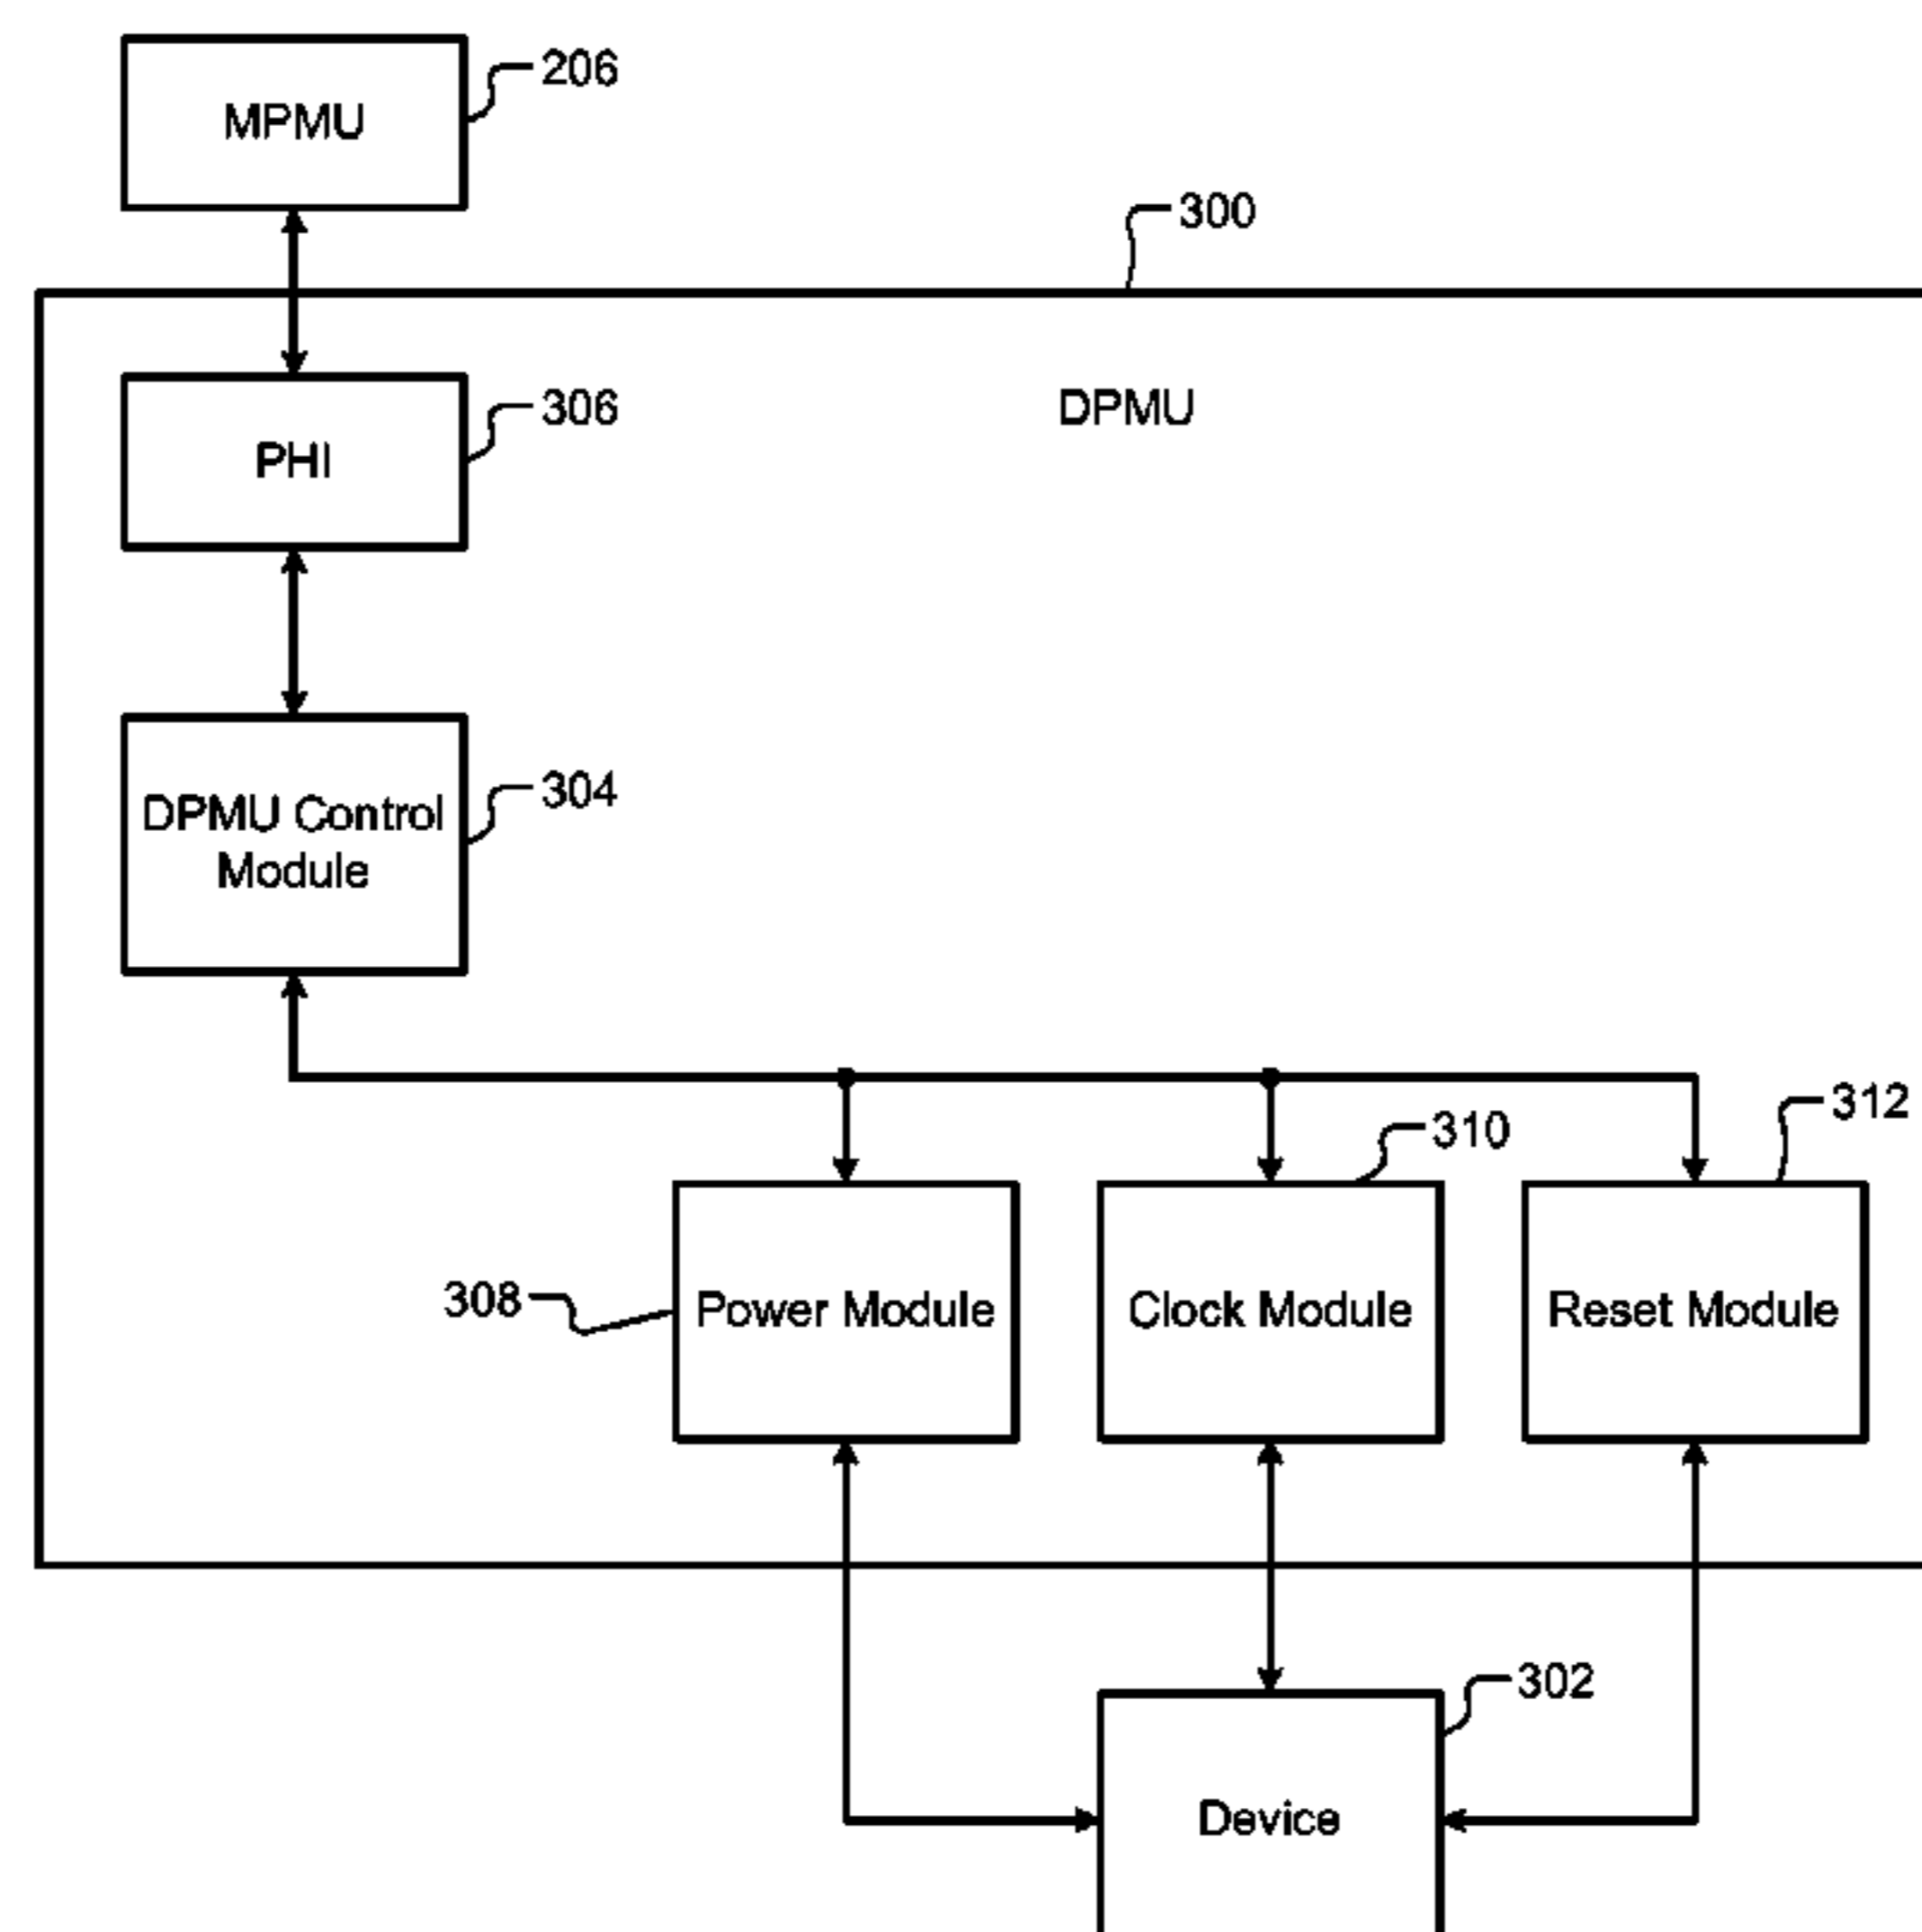 MPMU
206
300
PHI
306
DPMU
DPMU Control
Module
304
312
310
308
Power Module
Clock Module
Reset Module
302
Device